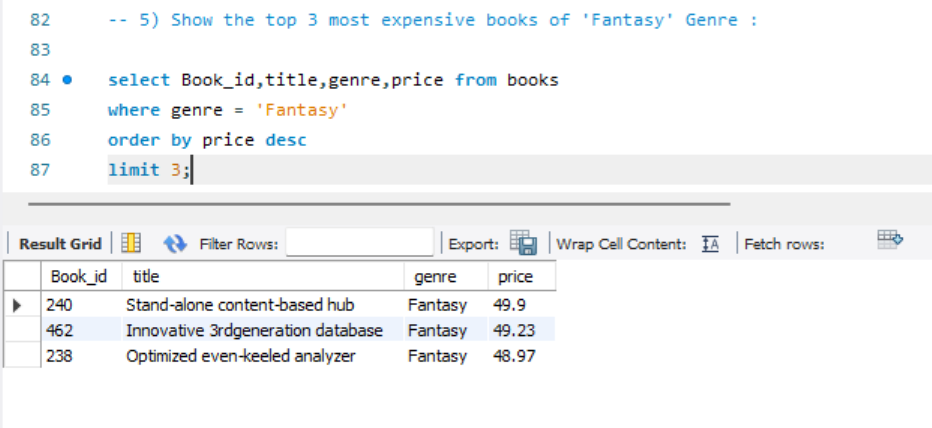 82 -- 5) Show the top 3 most expensive books of 'Fantasy' Genre :
83
84 select Book_id,title,genre,price from books
85 where genre = 'Fantasy'
86 order by price desc
87 limit 3;
Result Grid Filter Rows: Export: Wrap Cell Content: IA Fetch rows:
Book_id title genre price
240 Stand-alone content-based hub Fantasy 49.9
462 Innovative 3rdgeneration database Fantasy 49.23
238 Optimized even-keeled analyzer Fantasy 48.97